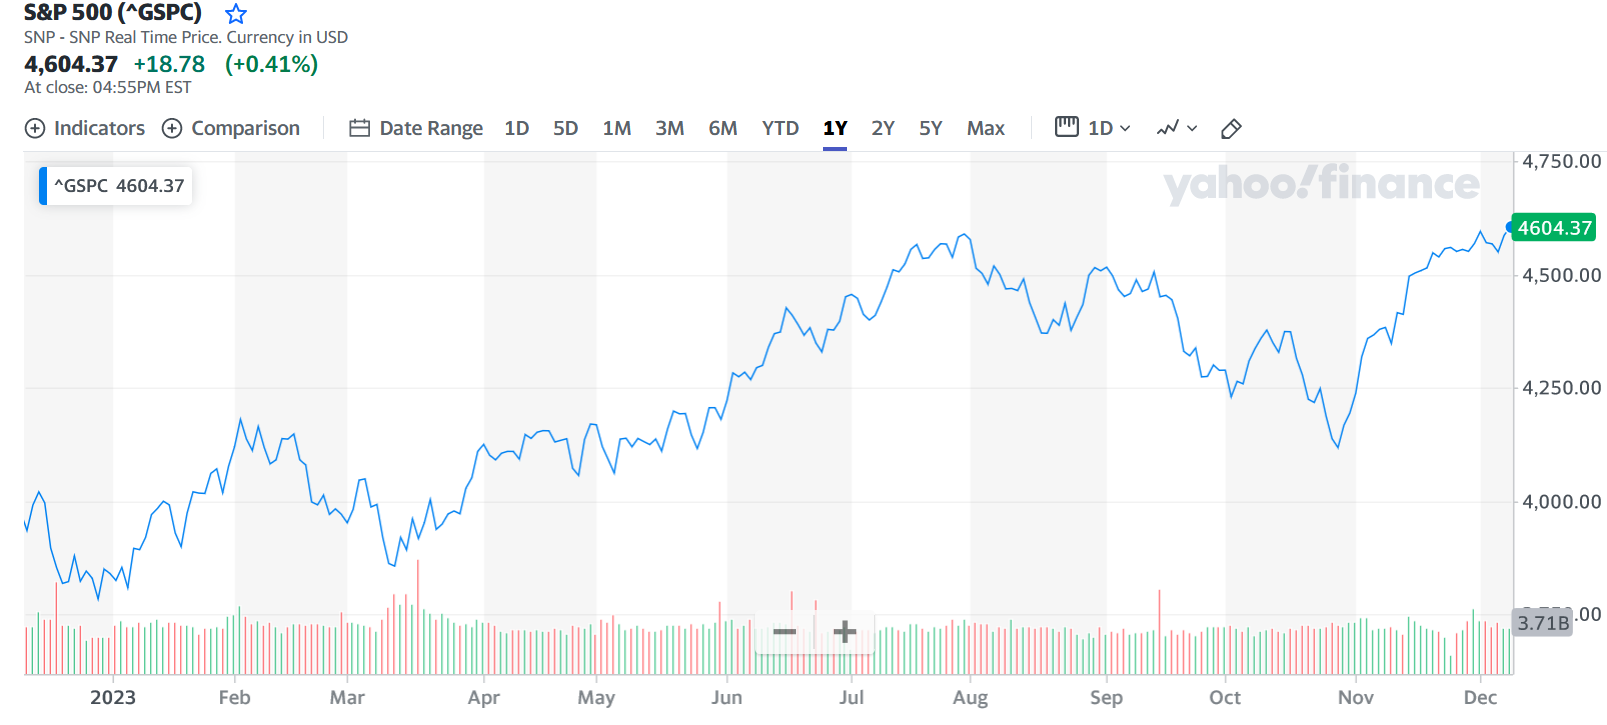 S&P 500 (^GSPC)
SNP - SNP Real Time Price. Currency in USD
4,604.37 +18.78 (+0.41%)
At close: 04:55PM EST
Indicators Comparison Date Range 1D 5D 1M 3M 6M YTD 1Y 2Y 5Y Max 1D
^GSPC 4604.37
yahoo!finance
4,750.00
4604.37
4,500.00
4,250.00
4,000.00
.00
3.71B
2023 Feb Mar Apr May Jun Jul Aug Sep Oct Nov Dec